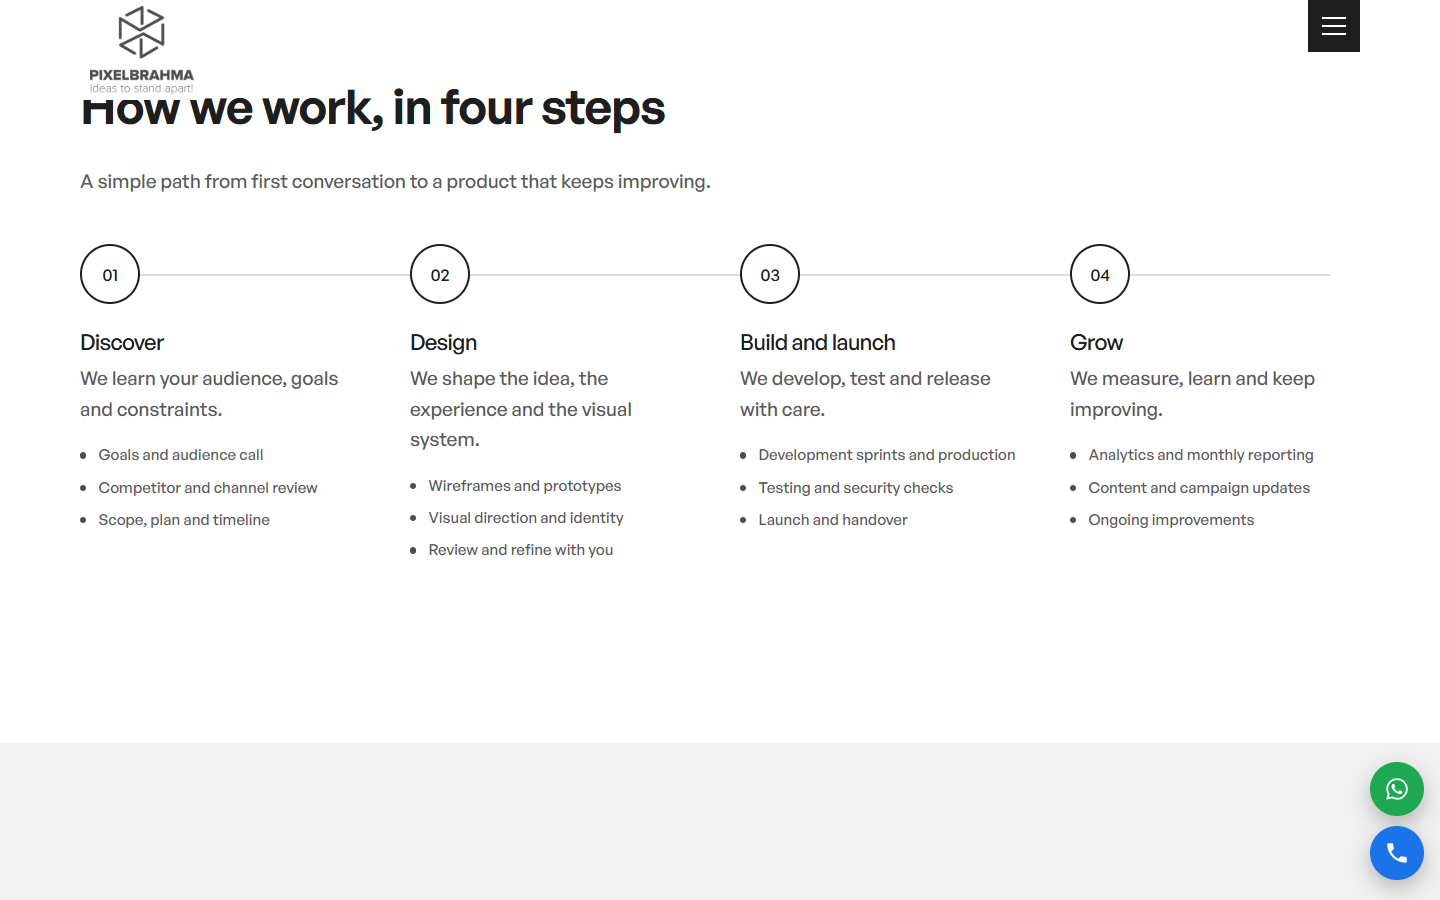 PIXELBRAHMA
Ideas to stand apart!
How we work, in four steps
A simple path from first conversation to a product that keeps improving.
01
Discover
We learn your audience, goals
and constraints.
Goals and audience call
Competitor and channel review
Scope, plan and timeline
02
Design
We shape the idea, the
experience and the visual
system.
Wireframes and prototypes
Visual direction and identity
Review and refine with you
03
Build and launch
We develop, test and release
with care.
Development sprints and production
Testing and security checks
Launch and handover
04
Grow
We measure, learn and keep
improving.
Analytics and monthly reporting
Content and campaign updates
Ongoing improvements